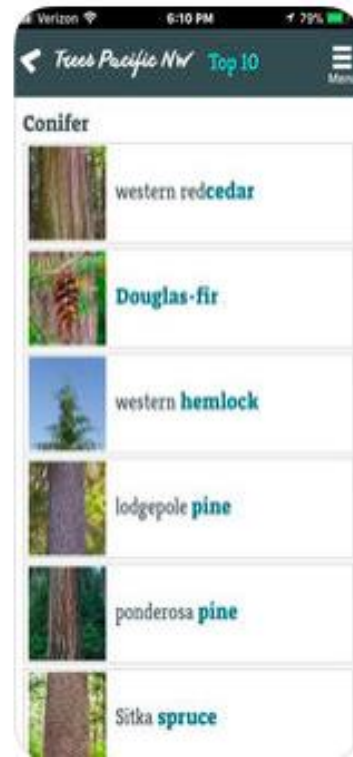 Verizon 6:10 PM 79%
Trees Pacific NW Top 10
Menu
Conifer
western redcedar
Douglas-fir
western hemlock
lodgepole pine
ponderosa pine
Sitka spruce